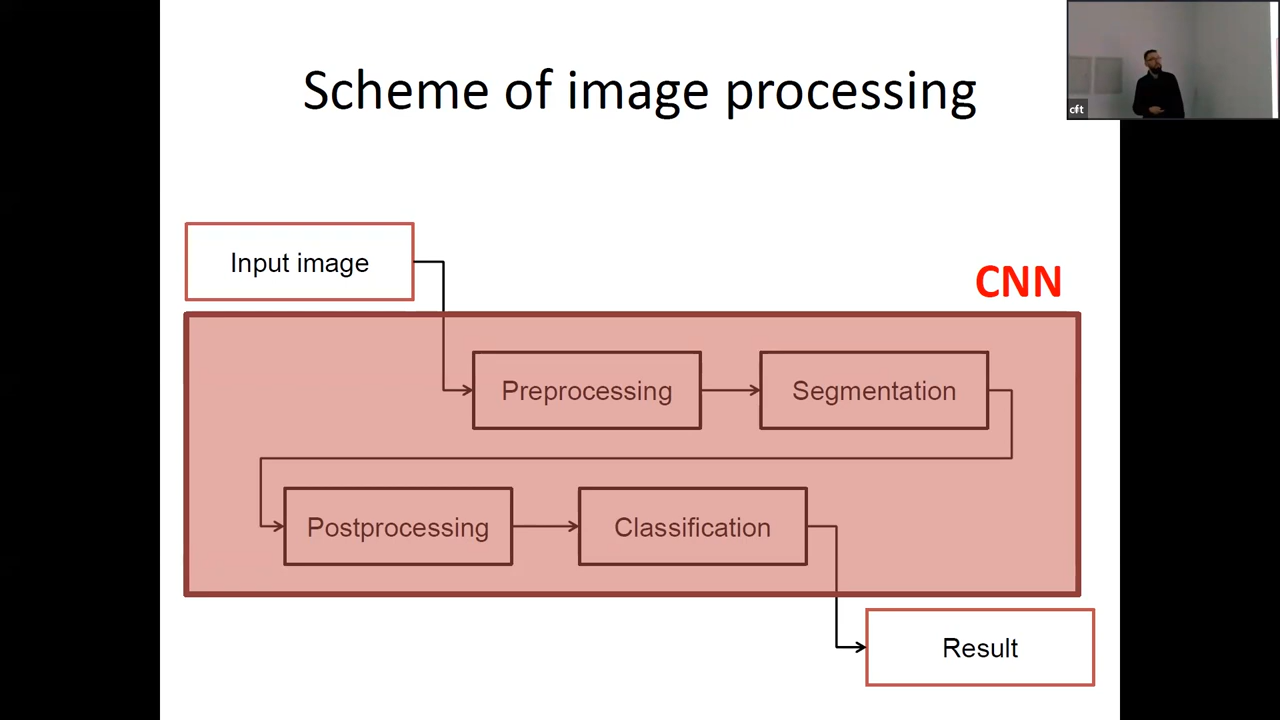 Scheme of image processing
cft
Input image
CNN
Preprocessing
Segmentation
Postprocessing
Classification
Result